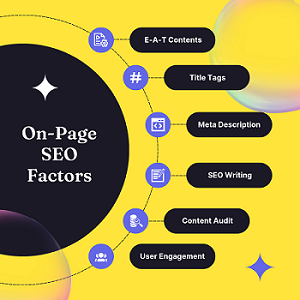 On-Page
SEO
Factors
E-A-T Contents
Title Tags
Meta Description
SEO Writing
Content Audit
User Engagement